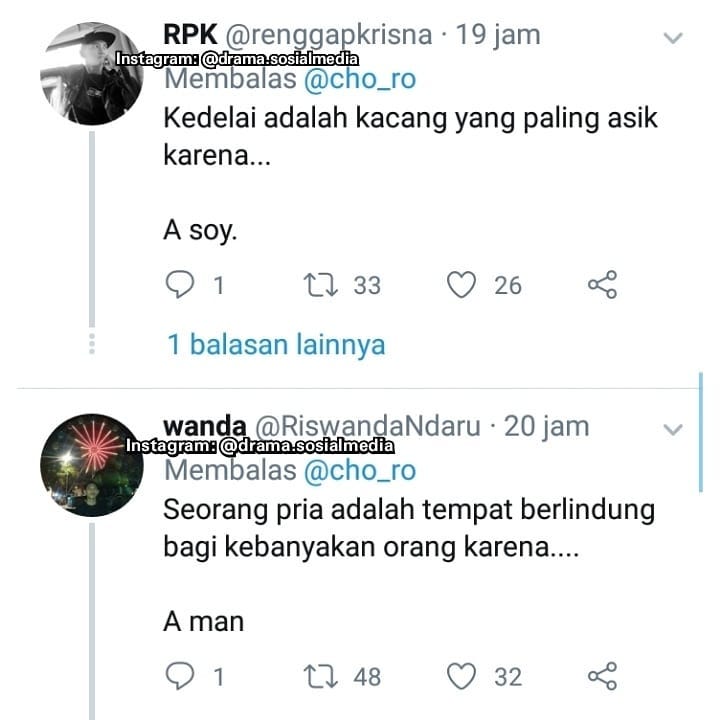 RPK @renggapkrisna · 19 jam
Instagram: @drama.sosialmedia
Membalas @cho_ro
Kedelai adalah kacang yang paling asik
karena...
A soy.
1 33 26
1 balasan lainnya
wanda @RiswandaNdaru · 20 jam
Instagram: @drama.sosialmedia
Membalas @cho_ro
Seorang pria adalah tempat berlindung
bagi kebanyakan orang karena....
A man
1 48 32